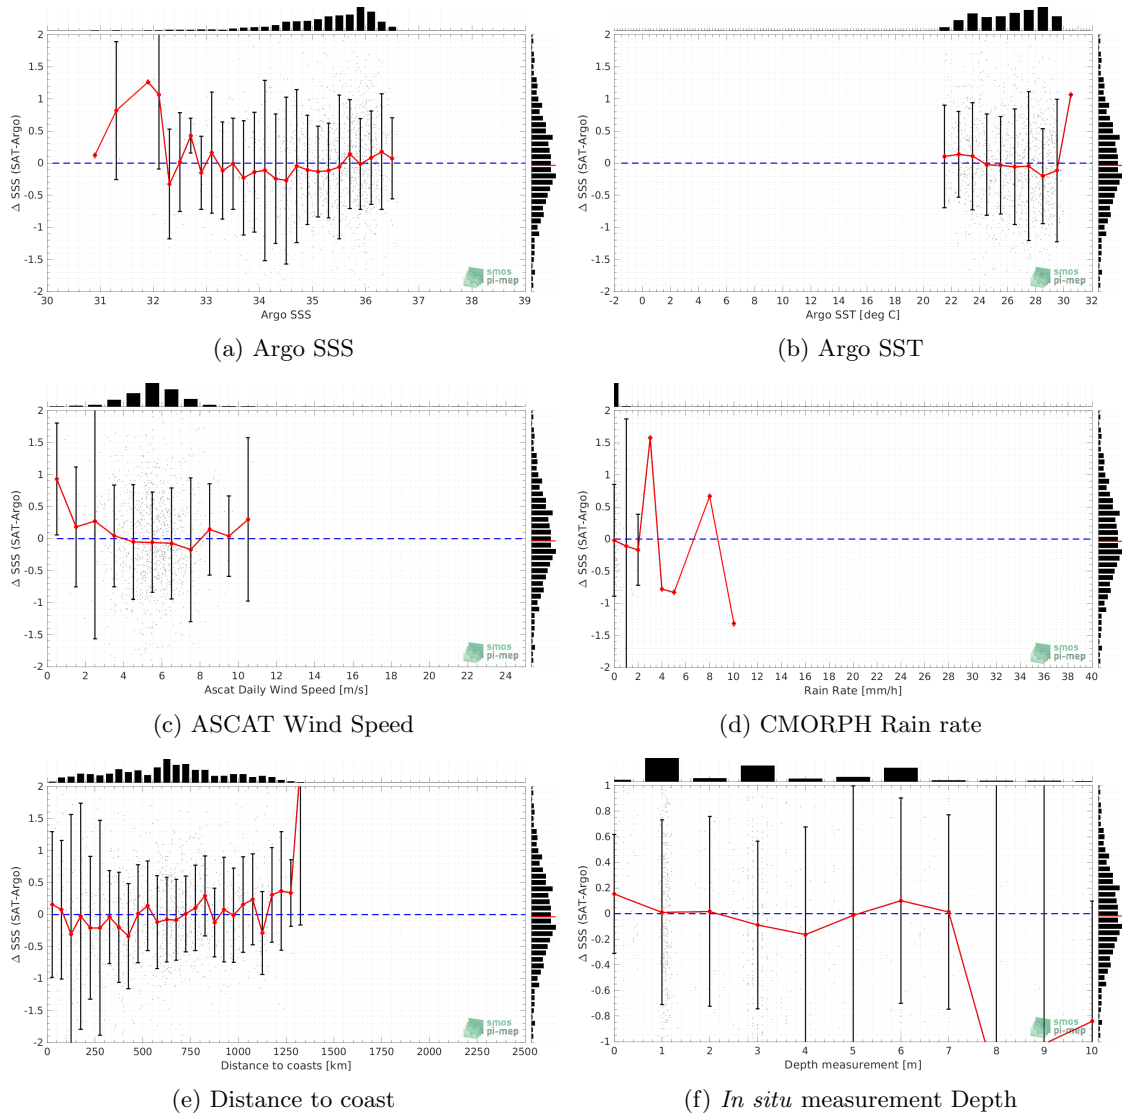 2
1.5
1
0.5
0
-0.5
-1
-1.5
-2
Δ SSS (SAT-Argo)
30 31 32 33 34 35 36 37 38 39
Argo SSS
smos
pi-mep
(a) Argo SSS
2
1.5
1
0.5
0
-0.5
-1
-1.5
-2
Δ SSS (SAT-Argo)
-2 0 2 4 6 8 10 12 14 16 18 20 22 24 26 28 30 32
Argo SST [deg C]
smos
pi-mep
(b) Argo SST
2
1.5
1
0.5
0
-0.5
-1
-1.5
-2
Δ SSS (SAT-Argo)
0 2 4 6 8 10 12 14 16 18 20 22 24
Ascat Daily Wind Speed [m/s]
smos
pi-mep
(c) ASCAT Wind Speed
2
1.5
1
0.5
0
-0.5
-1
-1.5
-2
Δ SSS (SAT-Argo)
0 2 4 6 8 10 12 14 16 18 20 22 24 26 28 30 32 34 36 38 40
Rain Rate [mm/h]
smos
pi-mep
(d) CMORPH Rain rate
2
1.5
1
0.5
0
-0.5
-1
-1.5
-2
Δ SSS (SAT-Argo)
0 250 500 750 1000 1250 1500 1750 2000 2250 2500
Distance to coasts [km]
smos
pi-mep
(e) Distance to coast
1
0.8
0.6
0.4
0.2
0
-0.2
-0.4
-0.6
-0.8
-1
Δ SSS (SAT-Argo)
0 1 2 3 4 5 6 7 8 9 10
Depth measurement [m]
smos
pi-mep
(f) In situ measurement Depth